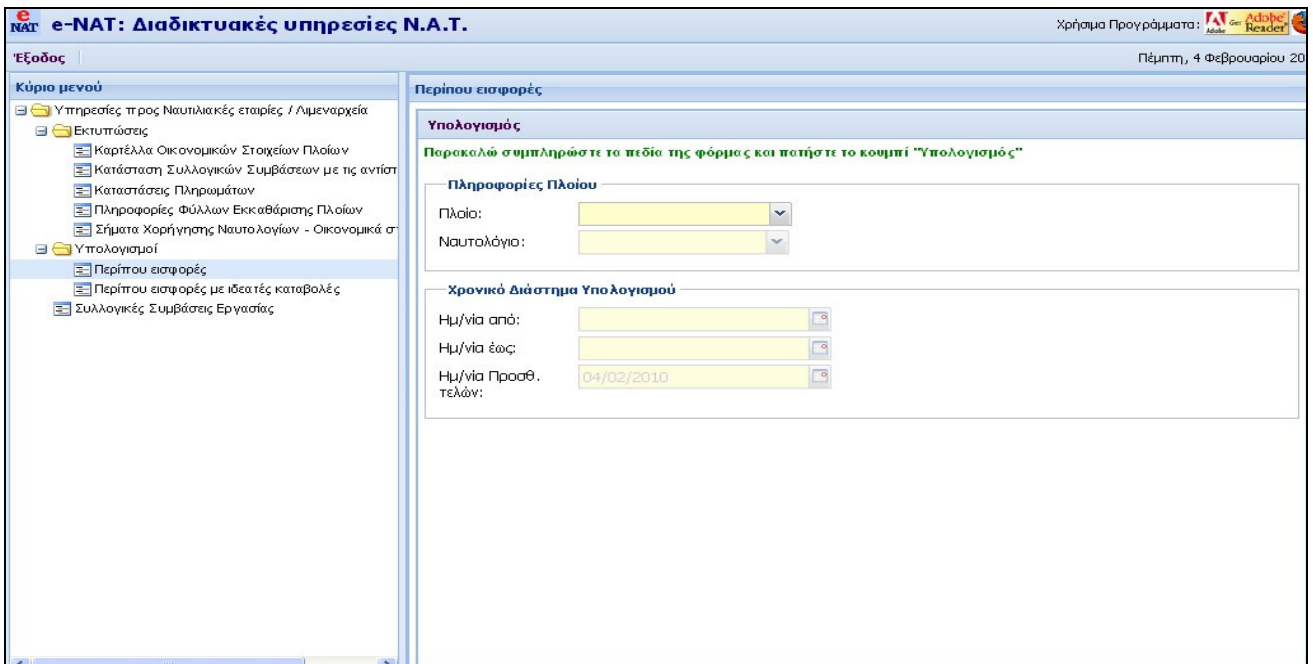 e NAT e-NAT: Διαδικτυακές υπηρεσίες Ν.Α.Τ.
Χρήσιμα Προγράμματα: Adobe Get Adobe Reader
Έξοδος
Πέμπτη, 4 Φεβρουαρίου 20
Κύριο μενού
Υπηρεσίες προς Ναυτιλιακές εταιρίες / Λιμεναρχεία
Εκτυπώσεις
Καρτέλλα Οικονομικών Στοιχείων Πλοίων
Κατάσταση Συλλογικών Συμβάσεων με τις αντίστ
Καταστάσεις Πληρωμάτων
Πληροφορίες Φύλλων Εκκαθάρισης Πλοίων
Σήματα Χορήγησης Ναυτολογίων - Οικονομικά σ
Υπολογισμοί
Περίπου εισφορές
Περίπου εισφορές με ιδεατές καταβολές
Συλλογικές Συμβάσεις Εργασίας
Περίπου εισφορές
Υπολογισμός
Παρακαλώ συμπληρώστε τα πεδία της φόρμας και πατήστε το κουμπί "Υπολογισμός"
Πληροφορίες Πλοίου
Πλοίο:
Ναυτολόγιο:
Χρονικό Διάστημα Υπολογισμού
Ημ/νία από:
Ημ/νία έως:
Ημ/νία Προσθ. 04/02/2010
τελών: